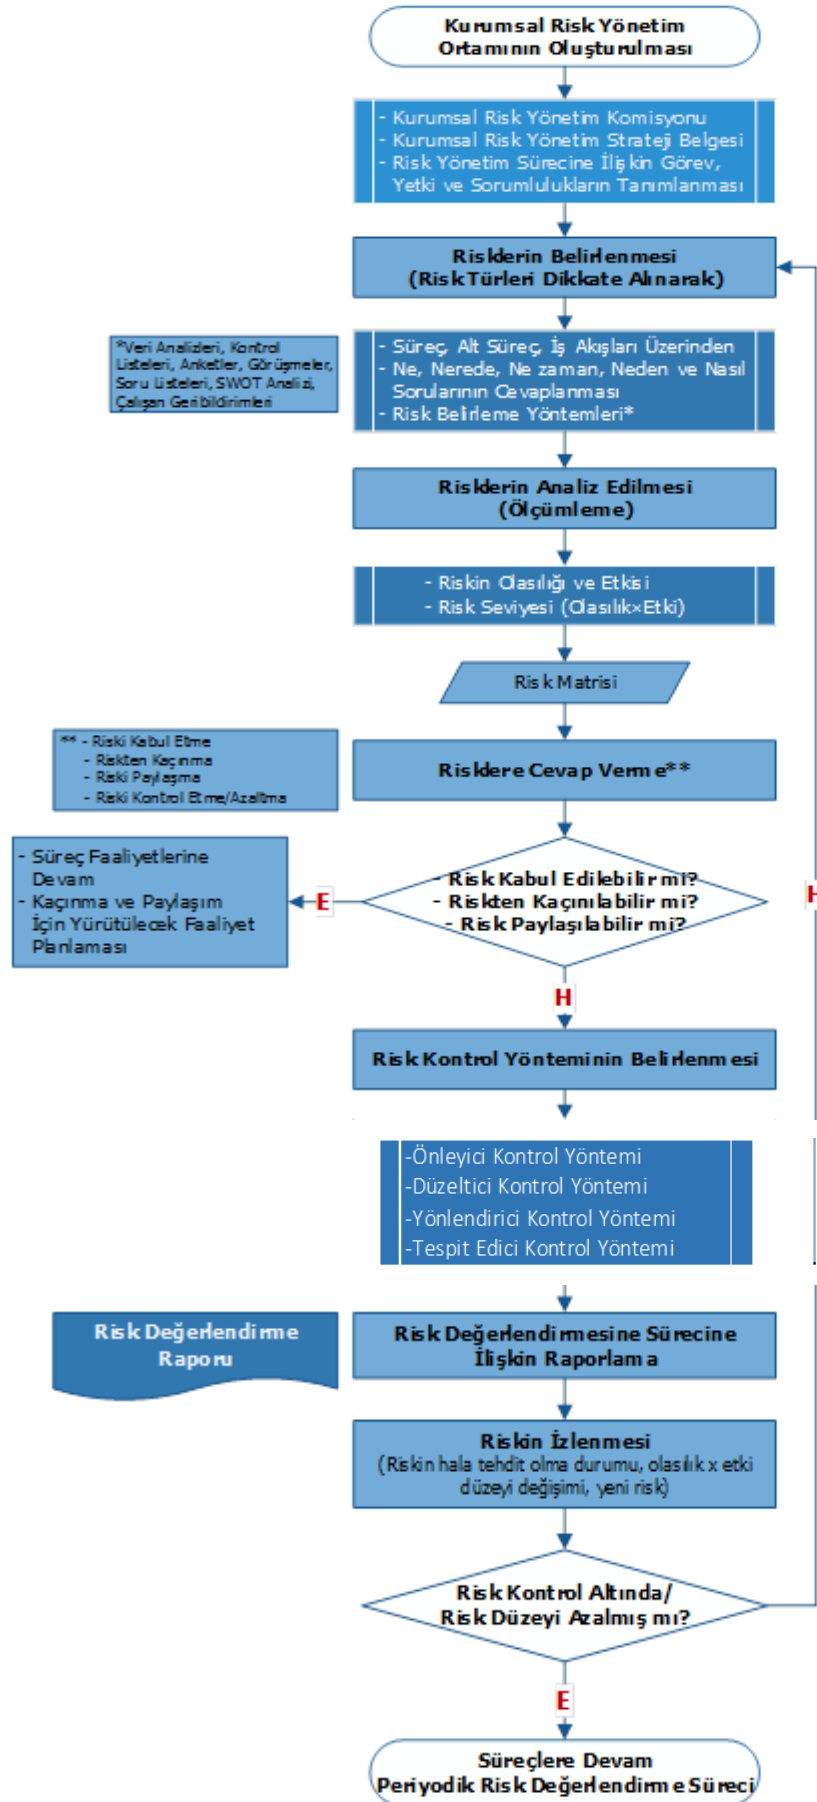 Kurumsal Risk Yönetim
Ortamının Oluşturulması
- Kurumsal Risk Yönetim Komisyonu
- Kurumsal Risk Yönetim Strateji Belgesi
- Risk Yönetim Sürecine İlişkin Görev,
Yetki ve Sorumlulukların Tanımlanması
Risklerin Belirlenmesi
(Risk Türleri Dikkate Alınarak)
*Veri Analizleri, Kontrol
Listeleri, Anketler, Görüşmeler,
Soru Listeleri, SWOT Analizi,
Çalışan Geribildirimleri
- Süreç, Alt Süreç, İş Akışları Üzerinden
- Ne, Nerede, Ne zaman, Neden ve Nasıl
Sorularının Cevaplanması
- Risk Belirleme Yöntemleri*
Risklerin Analiz Edilmesi
(Ölçümleme)
- Riskin Olasılığı ve Etkisi
- Risk Seviyesi (Olasılık×Etki)
Risk Matrisi
** - Riski Kabul Etme
- Riskten Kaçınma
- Riski Paylaşma
- Riski Kontrol Etme/Azaltma
Risklere Cevap Verme**
- Süreç Faaliyetlerine
Devam
- Kaçınma ve Paylaşım
İçin Yürütülecek Faaliyet
Planlaması
E
- Risk Kabul Edilebilir mi?
- Riskten Kaçınılabilir mi?
- Risk Paylaşılabilir mi?
H
H
Risk Kontrol Yönteminin Belirlenmesi
-Önleyici Kontrol Yöntemi
-Düzeltici Kontrol Yöntemi
-Yönlendirici Kontrol Yöntemi
-Tespit Edici Kontrol Yöntemi
Risk Değerlendirme
Raporu
Risk Değerlendirmesine Sürecine
İlişkin Raporlama
Riskin İzlenmesi
(Riskin hala tehdit olma durumu, olasılık x etki
düzeyi değişimi, yeni risk)
Risk Kontrol Altında/
Risk Düzeyi Azalmış mı?
E
Süreçlere Devam
Periyodik Risk Değerlendirme Süreci